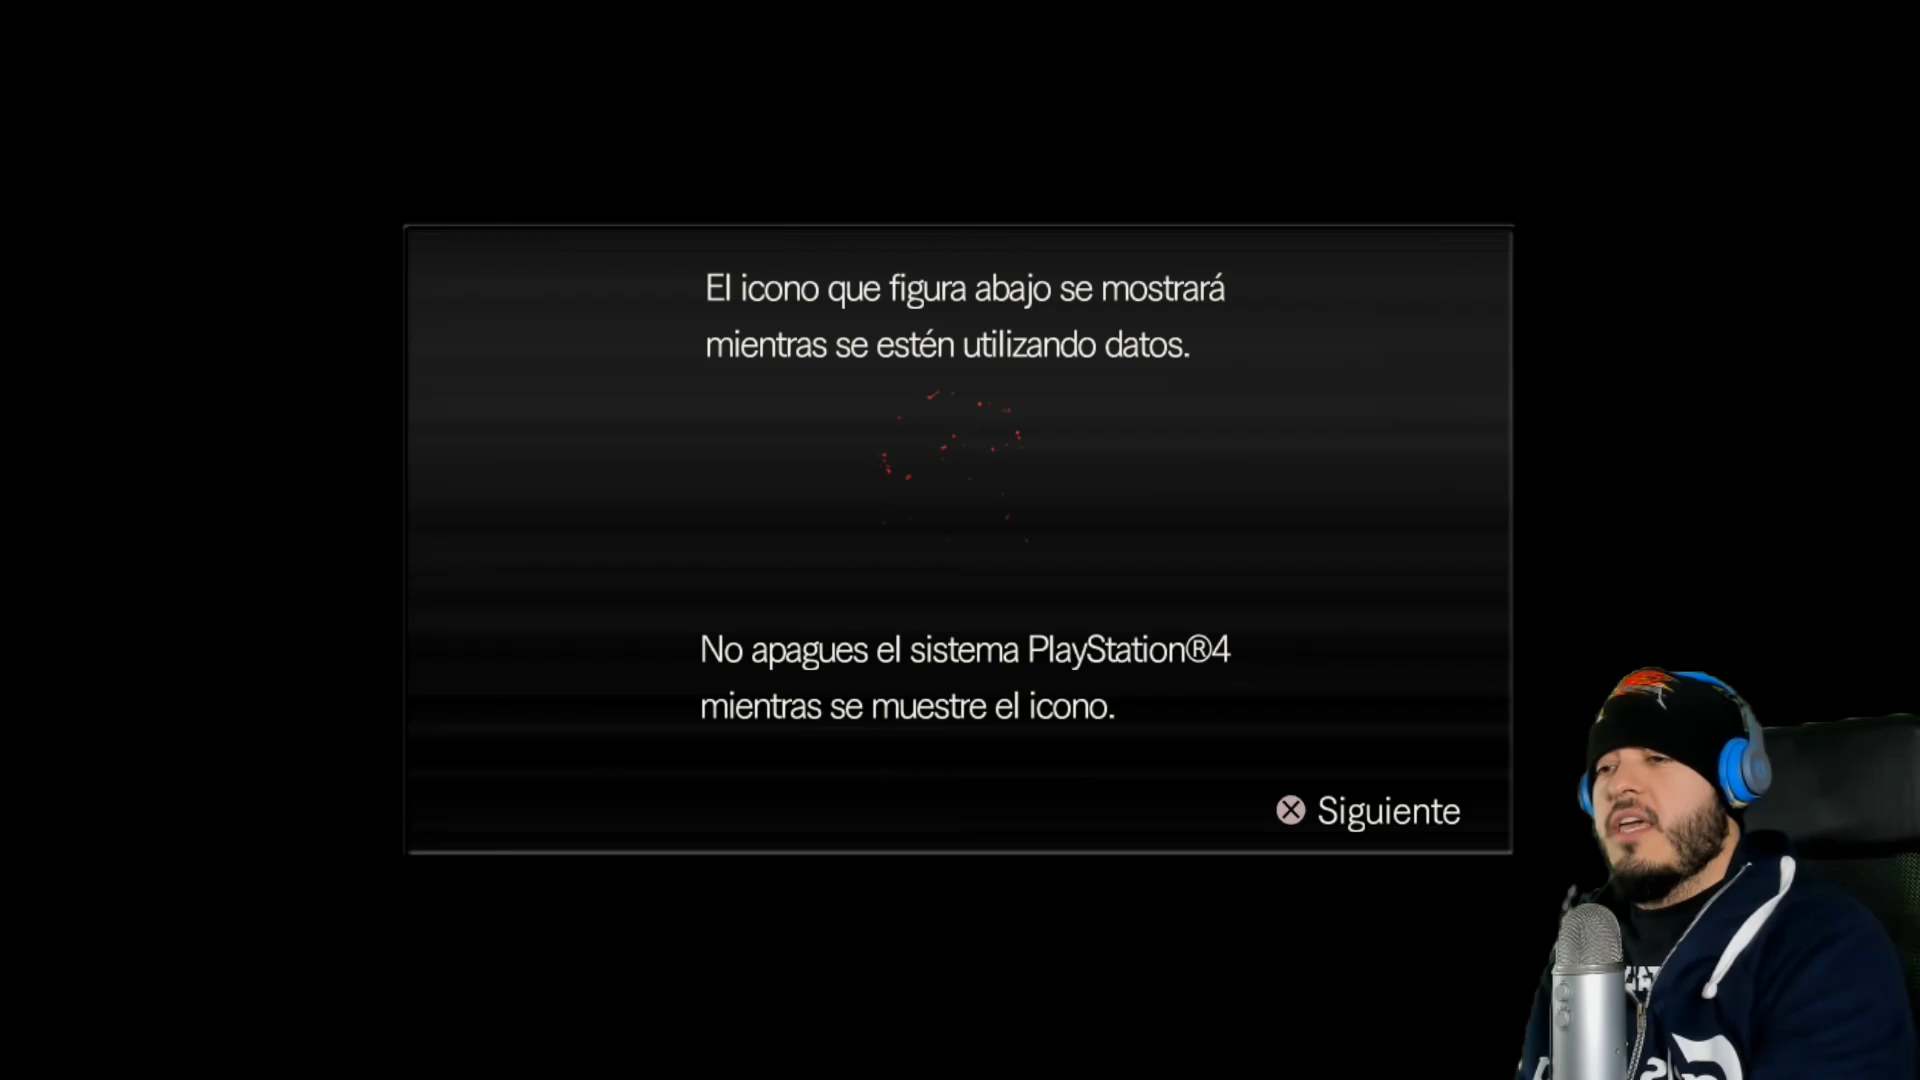 El icono que figura abajo se mostrará
mientras se estén utilizando datos.
No apagues el sistema PlayStation®4
mientras se muestre el icono.
Siguiente